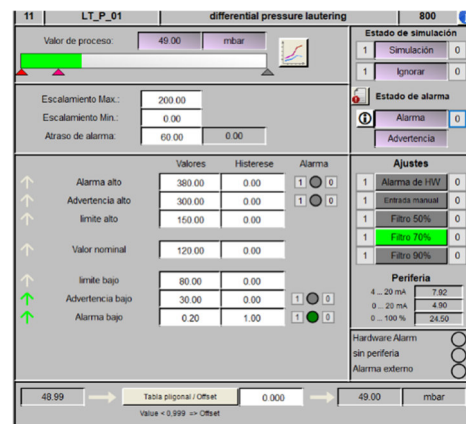 11 LT_P_01 differential pressure lautering 800
Valor de proceso: 49.00 mbar
Estado de simulación
1 Simulación 0
1 Ignorar 0
Escalamiento Max.: 200.00
Escalamiento Min.: 0.00
Atraso de alarma: 60.00 0.00
Estado de alarma
Alarma 0
Advertencia
Valores Histerese Alarma
Alarma alto 380.00 0.00 1 0
Advertencia alto 300.00 0.00 1 0
limite alto 150.00 0.00
Valor nominal 120.00 0.00
limite bajo 80.00 0.00
Advertencia bajo 30.00 0.00 1 0
Alarma bajo 0.20 1.00 1 0
Ajustes
1 Alarma de HW 0
1 Entrada manual 0
1 Filtro 50% 0
1 Filtro 70% 0
1 Filtro 90% 0
Periferia
4 ... 20 mA 7.92
0 ... 20 mA 4.90
0 ... 100 % 24.50
Hardware Alarm
sin periferia
Alarma externo
48.99 Tabla pligonal / Offset 0.000 49.00 mbar
Value < 0,999 => Offset